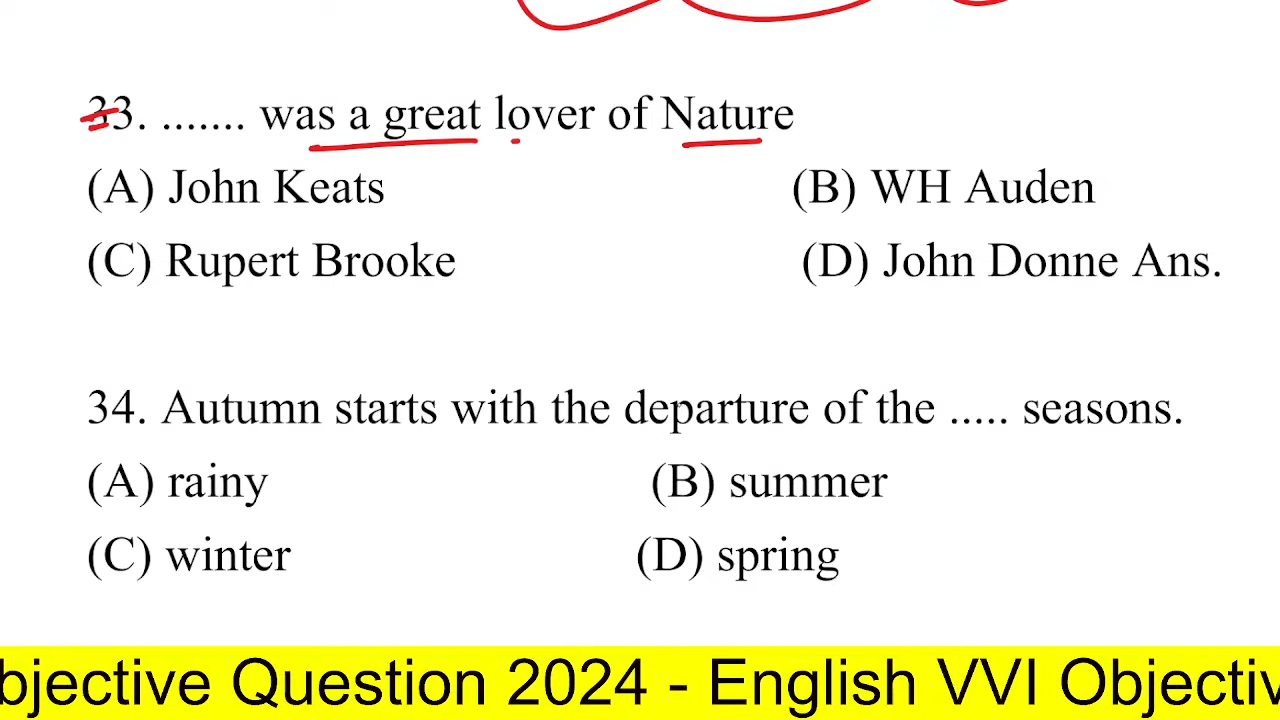 33. ....... was a great lover of Nature
(A) John Keats (B) WH Auden
(C) Rupert Brooke (D) John Donne Ans.
34. Autumn starts with the departure of the ..... seasons.
(A) rainy (B) summer
(C) winter (D) spring
bjective Question 2024 - English VVI Objectiv